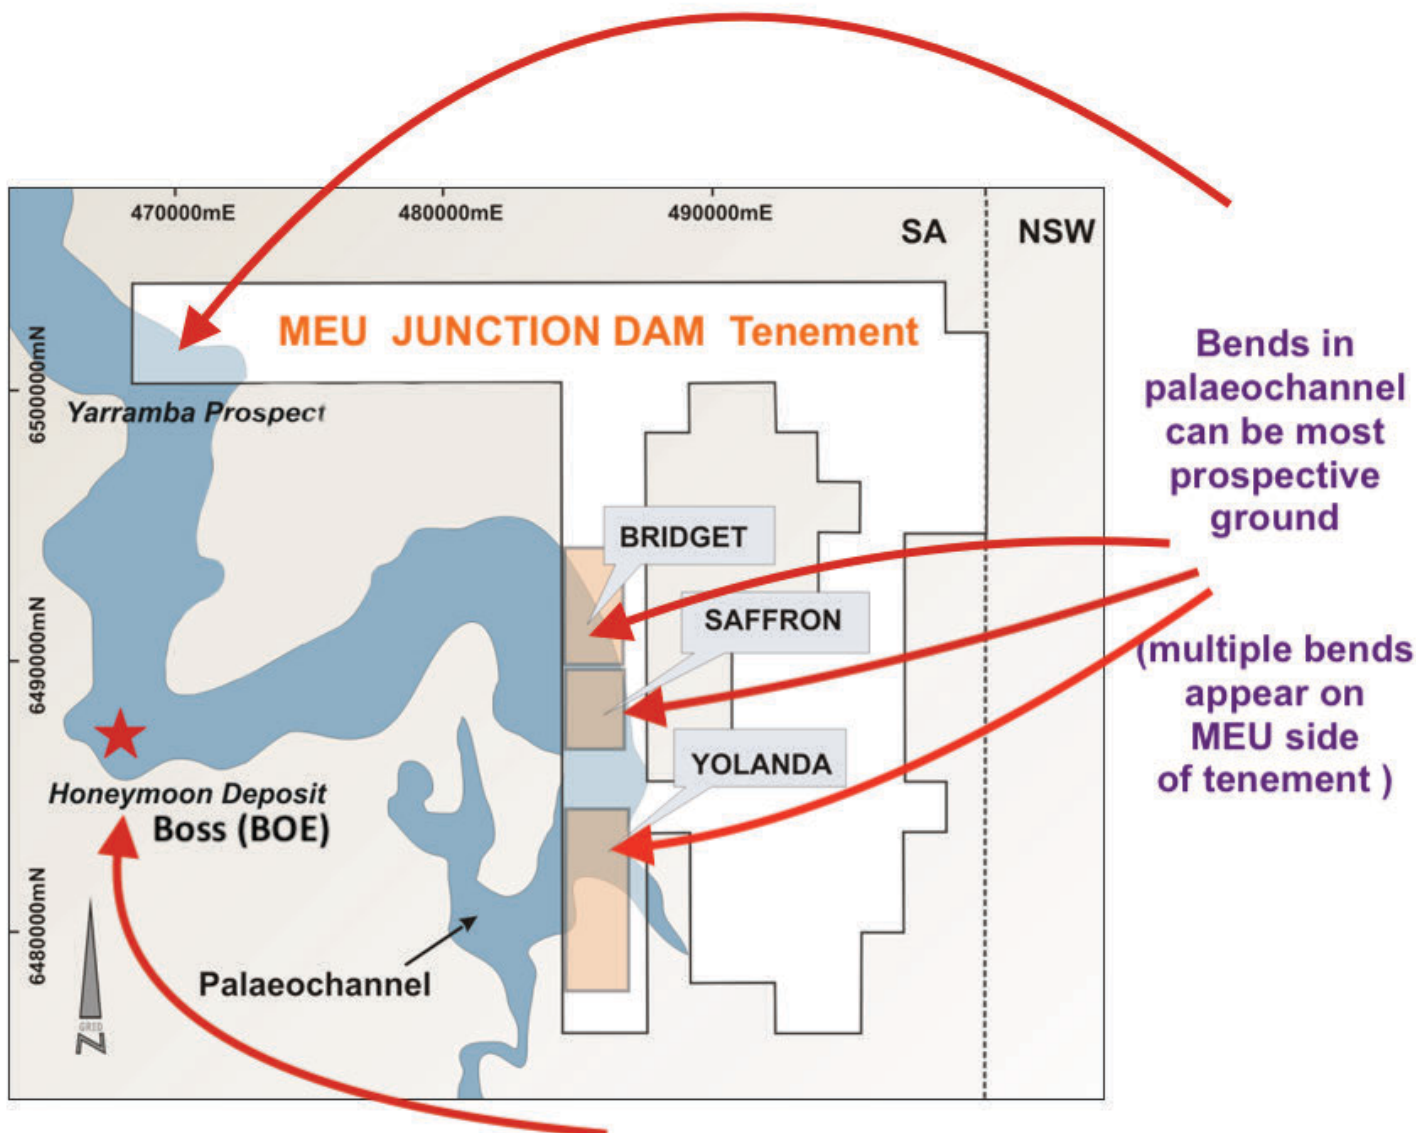 470000mE
480000mE
490000mE
SA
NSW
MEU JUNCTION DAM Tenement
6500000mN
Yarramba Prospect
Bends in
palaeochannel
can be most
prospective
ground
BRIDGET
SAFFRON
6490000mN
(multiple bends
appear on
MEU side
of tenement )
YOLANDA
Honeymoon Deposit
Boss (BOE)
6480000mN
Palaeochannel
GRID
N